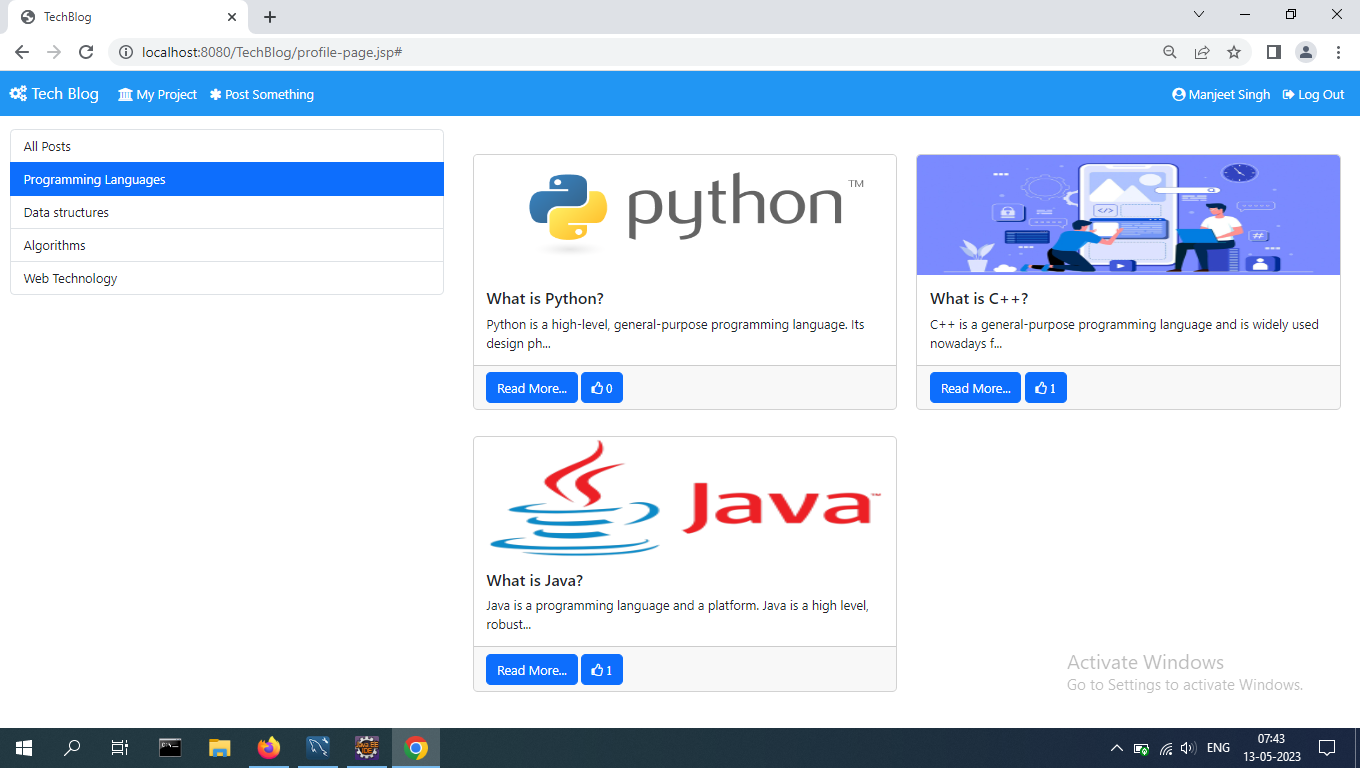 TechBlog
localhost:8080/TechBlog/profile-page.jsp#
Tech Blog My Project Post Something Manjeet Singh Log Out
All Posts
Programming Languages
Data structures
Algorithms
Web Technology
python™
What is Python?
Python is a high-level, general-purpose programming language. Its
design ph...
Read More... 0
</>
#
What is C++?
C++ is a general-purpose programming language and is widely used
nowadays f...
Read More... 1
Java™
What is Java?
Java is a programming language and a platform. Java is a high level,
robust...
Read More... 1
Activate Windows
Go to Settings to activate Windows.
Java EE
IDE
ENG
07:43
13-05-2023